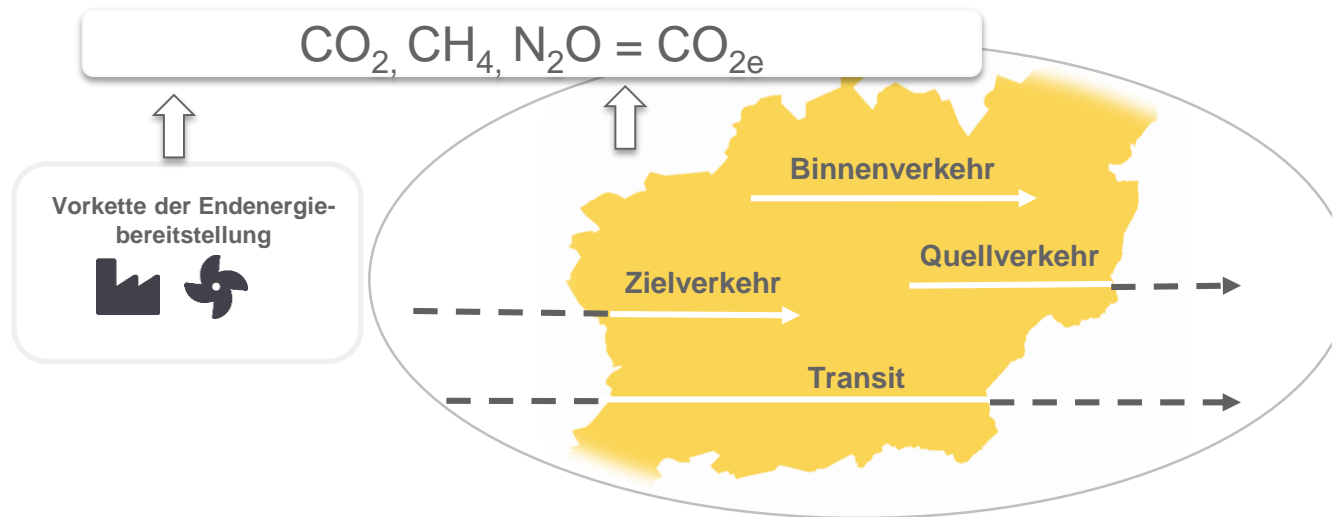 CO₂, CH₄, N₂O = CO₂ₑ
Vorkette der Endenergie-
bereitstellung
Binnenverkehr
Quellverkehr
Zielverkehr
Transit